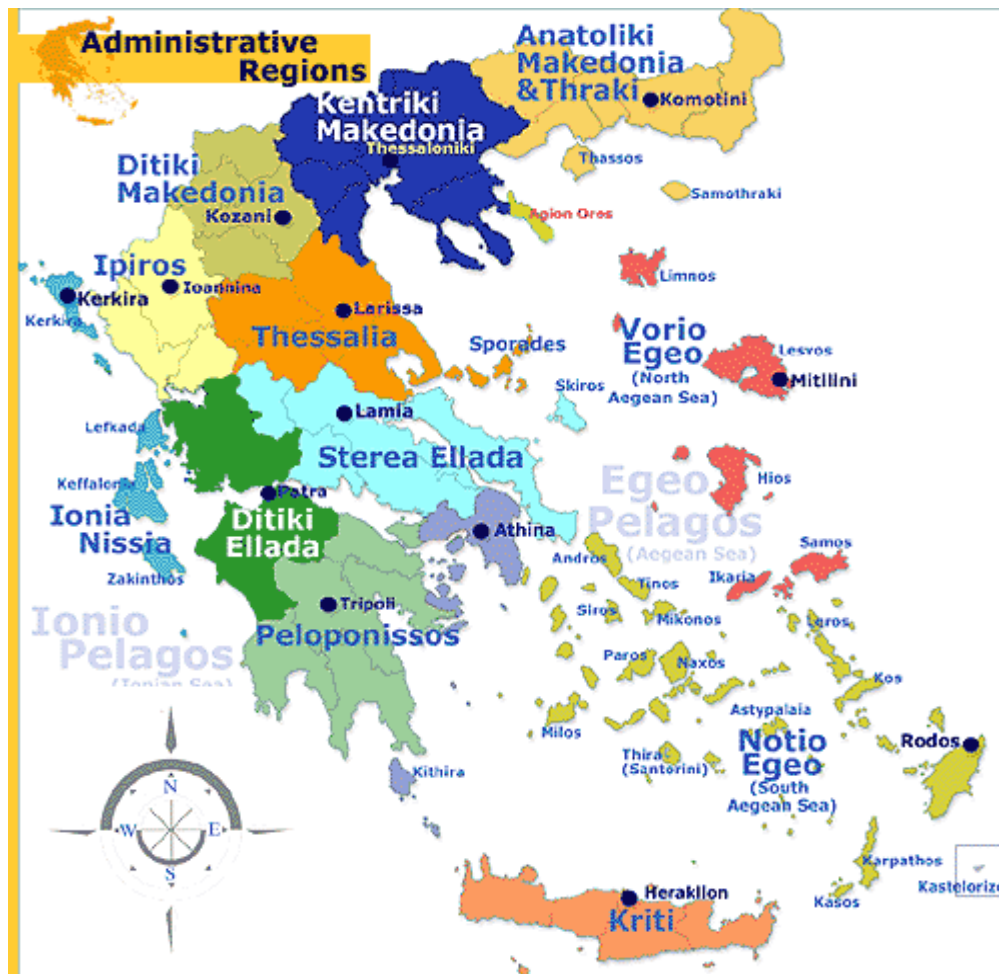 Administrative
Regions
Anatoliki
Makedonia
&Thraki
Komotini
Kentriki
Makedonia
Thessaloniki
Thassos
Samothraki
Ditiki
Makedonia
Kozani
Agion Oros
Ipiros
Ioannina
Kerkira
Kerkira
Limnos
Larissa
Thessalia
Sporades
Vorio
Egeo
(North
Aegean Sea)
Lesvos
Mitilini
Skiros
Lamia
Lefkada
Sterea Ellada
Keffalonia
Patra
Egeo
Pelagos
(Aegean Sea)
Hios
Ionia
Nissia
Ditiki
Ellada
Athina
Samos
Andros
Zakinthos
Tinos
Ikaria
Tripoli
Siros
Mikonos
Leros
Peloponissos
Ionio
Pelagos
(Ionian Sea)
Paros
Naxos
Kos
Milos
Astypalaia
Thira
(Santorini)
Notio
Egeo
(South
Aegean Sea)
Rodos
Kithira
N
W
E
S
Karpathos
Kasos
Kastelorizo
Heraklion
Kriti